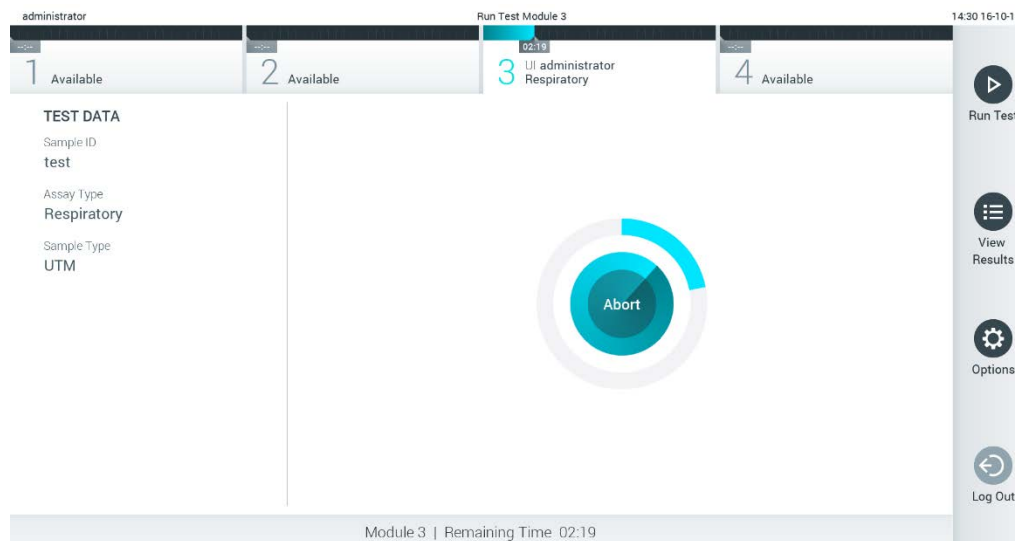 administrator
Run Test Module 3
14:30 16-10-1
--:--
1 Available
--:--
2 Available
02:19
3 UI administrator
Respiratory
--:--
4 Available
TEST DATA
Sample ID
test
Assay Type
Respiratory
Sample Type
UTM
Abort
Run Test
View
Results
Options
Log Out
Module 3 | Remaining Time 02:19